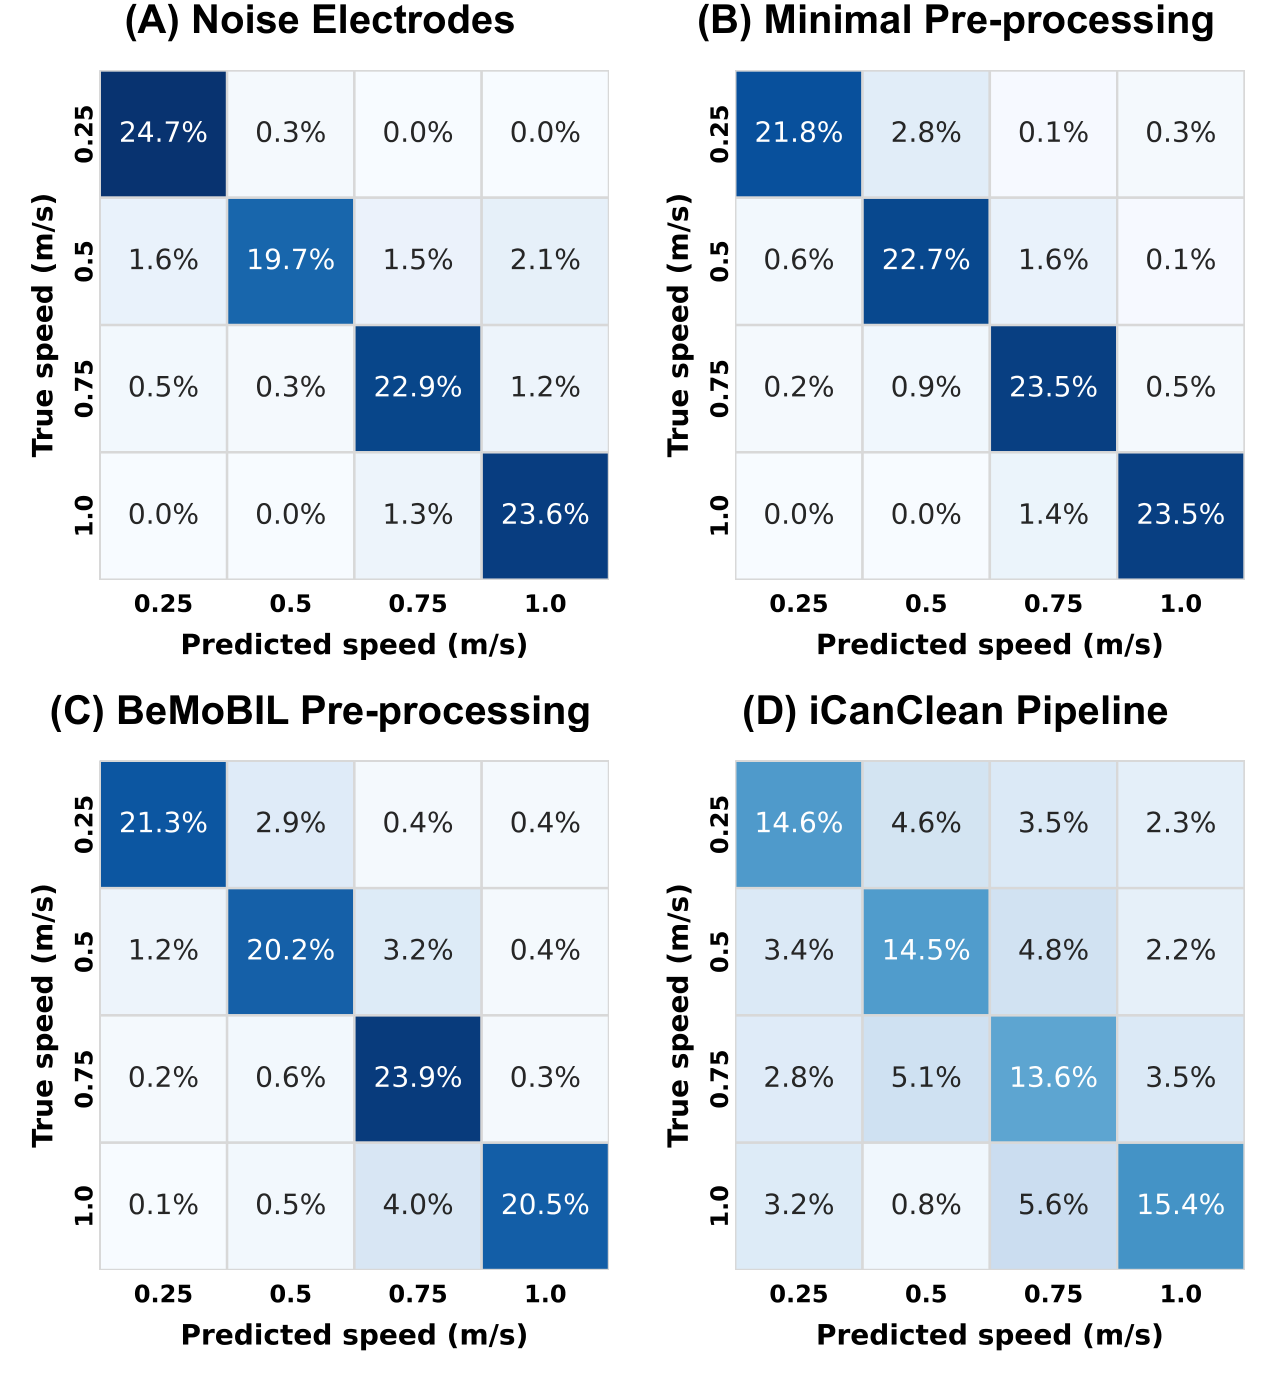 (A) Noise Electrodes
0.25 24.7% 0.3% 0.0% 0.0%
0.5 1.6% 19.7% 1.5% 2.1%
0.75 0.5% 0.3% 22.9% 1.2%
1.0 0.0% 0.0% 1.3% 23.6%
True speed (m/s)
0.25 0.5 0.75 1.0
Predicted speed (m/s)
(B) Minimal Pre-processing
0.25 21.8% 2.8% 0.1% 0.3%
0.5 0.6% 22.7% 1.6% 0.1%
0.75 0.2% 0.9% 23.5% 0.5%
1.0 0.0% 0.0% 1.4% 23.5%
True speed (m/s)
0.25 0.5 0.75 1.0
Predicted speed (m/s)
(C) BeMoBIL Pre-processing
0.25 21.3% 2.9% 0.4% 0.4%
0.5 1.2% 20.2% 3.2% 0.4%
0.75 0.2% 0.6% 23.9% 0.3%
1.0 0.1% 0.5% 4.0% 20.5%
True speed (m/s)
0.25 0.5 0.75 1.0
Predicted speed (m/s)
(D) iCanClean Pipeline
0.25 14.6% 4.6% 3.5% 2.3%
0.5 3.4% 14.5% 4.8% 2.2%
0.75 2.8% 5.1% 13.6% 3.5%
1.0 3.2% 0.8% 5.6% 15.4%
True speed (m/s)
0.25 0.5 0.75 1.0
Predicted speed (m/s)